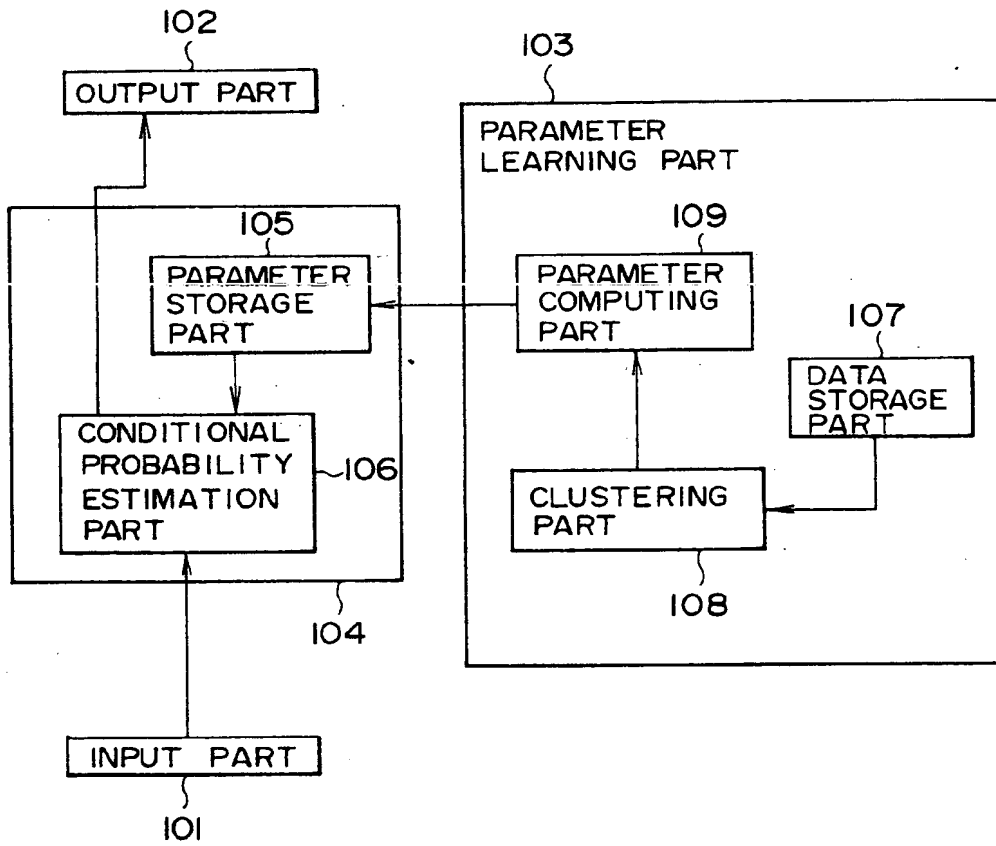 102
OUTPUT PART
103
PARAMETER
LEARNING PART
105
PARAMETER
STORAGE
PART
109
PARAMETER
COMPUTING
PART
107
DATA
STORAGE
PART
CONDITIONAL
PROBABILITY
ESTIMATION
PART
106
CLUSTERING
PART
108
104
INPUT PART
101